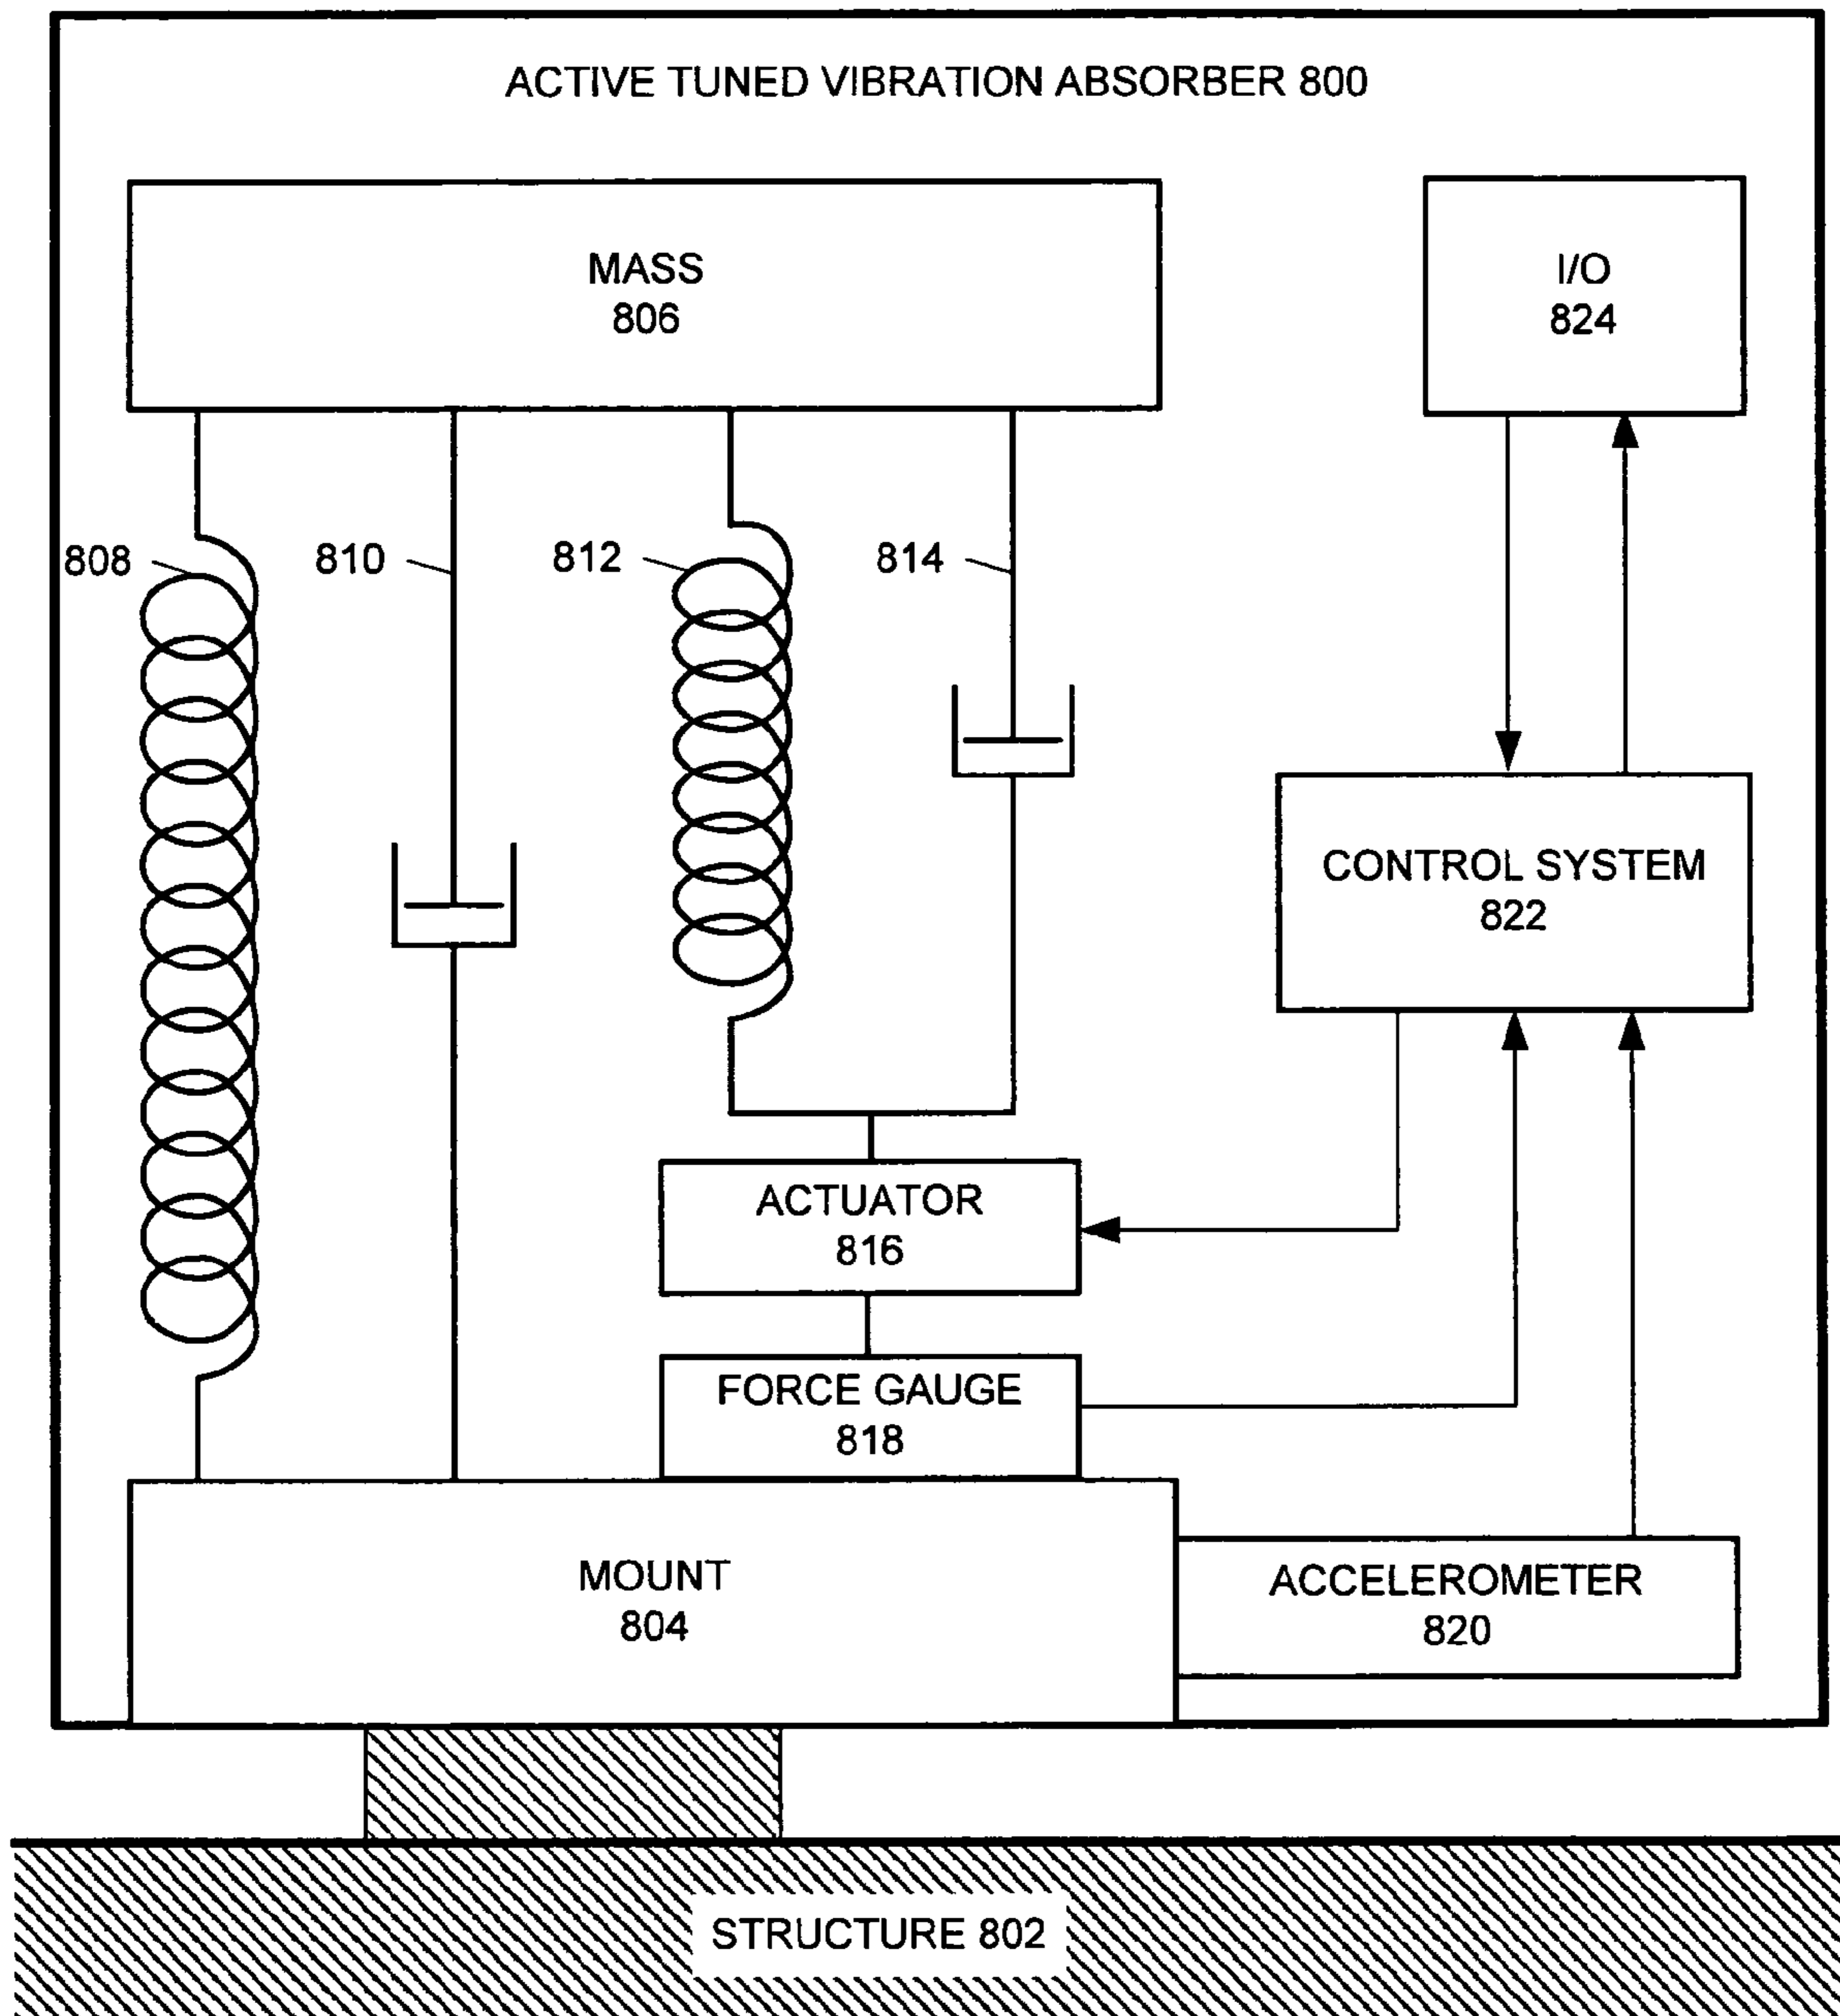 ACTIVE TUNED VIBRATION ABSORBER 800
MASS
806
I/O
824
808
810
812
814
CONTROL SYSTEM
822
ACTUATOR
816
FORCE GAUGE
818
MOUNT
804
ACCELEROMETER
820
STRUCTURE 802